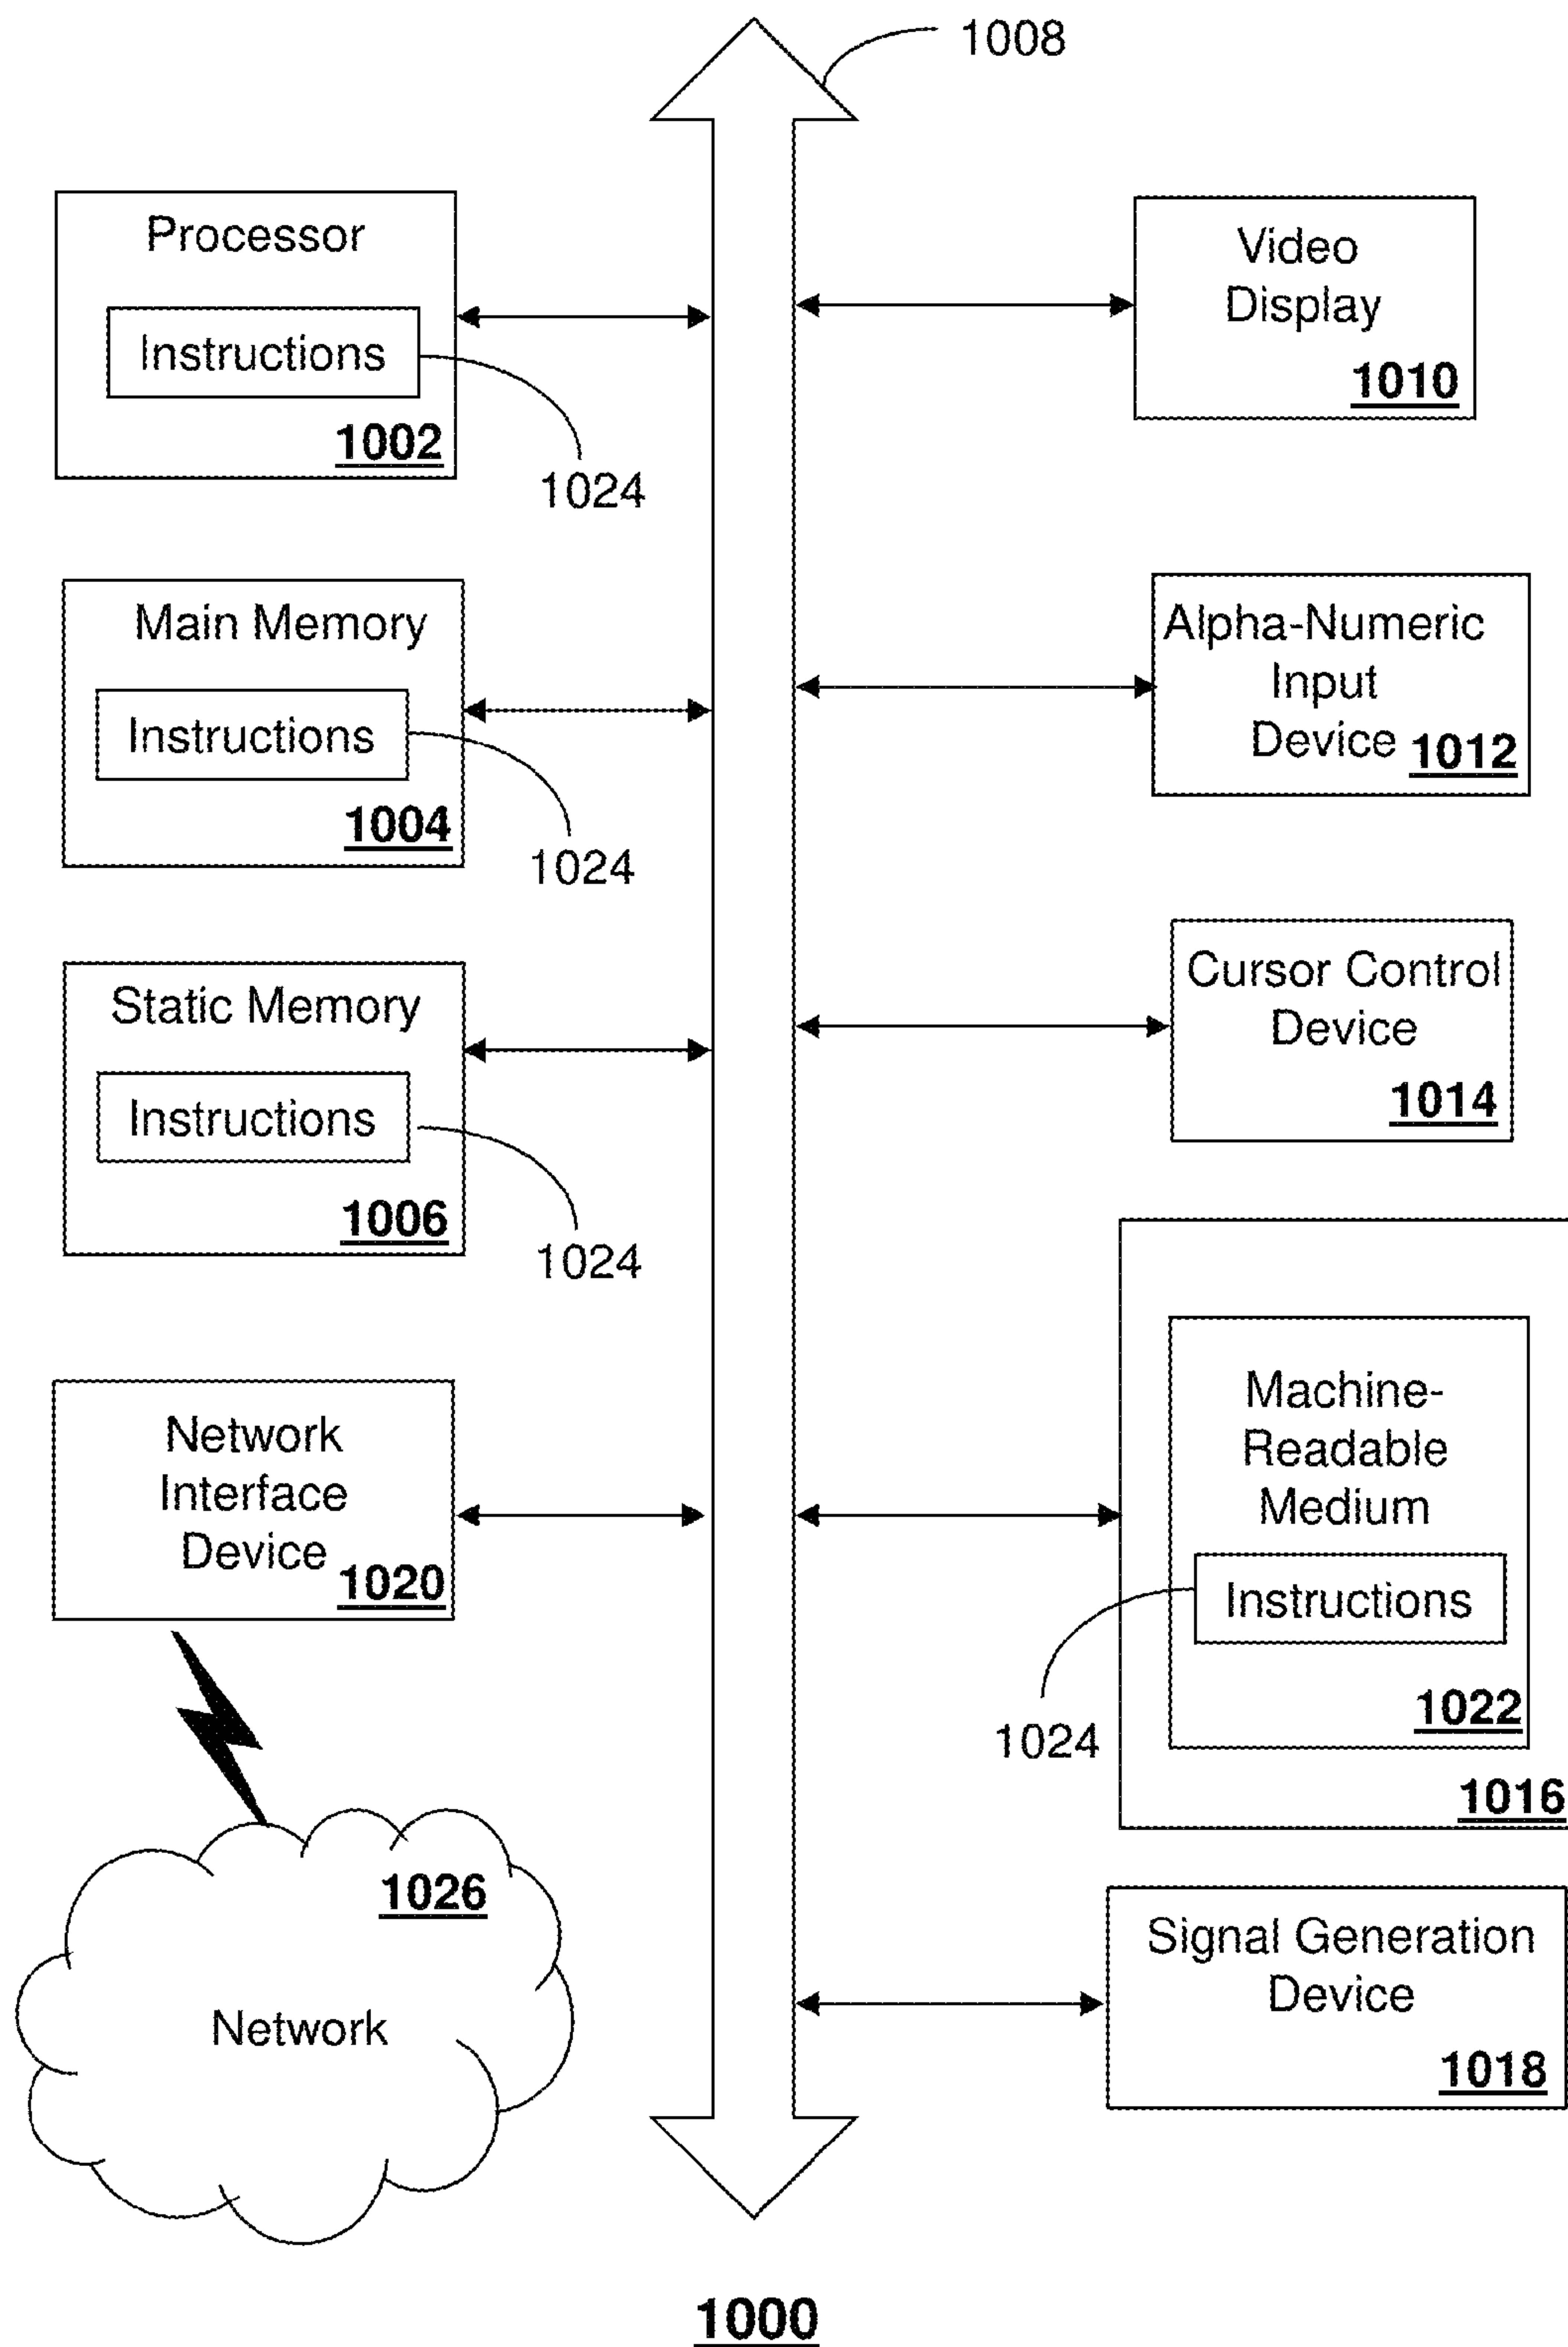 1008
Processor
Instructions
1002
1024
Main Memory
Instructions
1004
1024
Static Memory
Instructions
1006
1024
Network
Interface
Device
1020
1026
Network
Video
Display
1010
Alpha-Numeric
Input
Device
1012
Cursor Control
Device
1014
Machine-
Readable
Medium
Instructions
1024
1022
1016
Signal Generation
Device
1018
1000